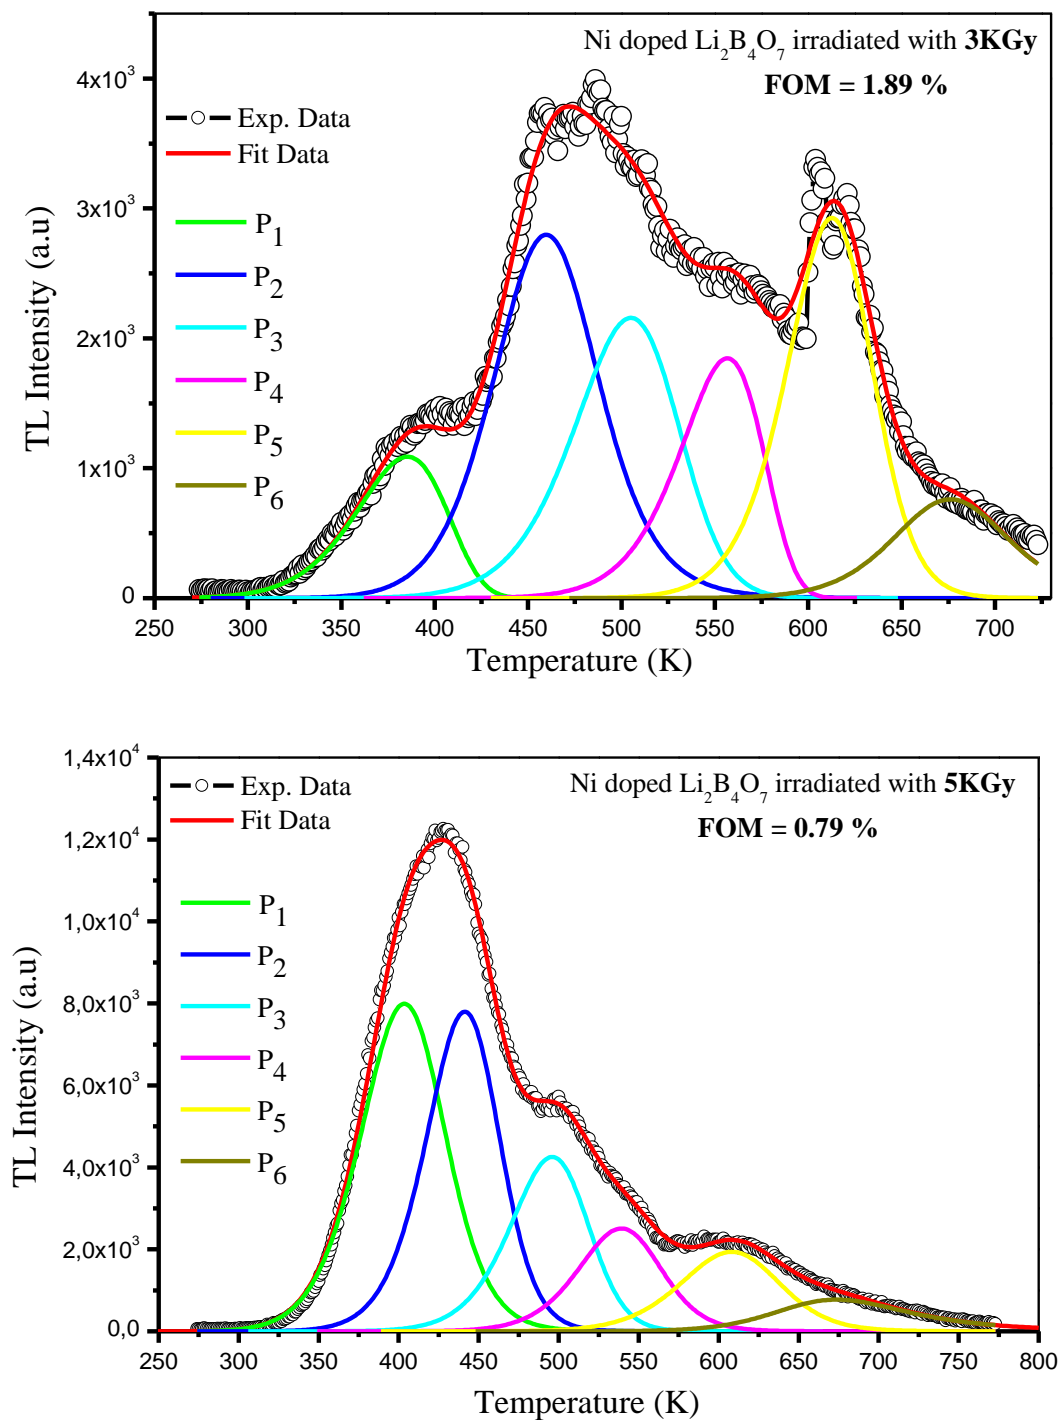 Ni doped Li₂B₄O₇ irradiated with 3KGy
FOM = 1.89 %
Exp. Data
Fit Data
P₁
P₂
P₃
P₄
P₅
P₆
4x10³
3x10³
2x10³
1x10³
0
TL Intensity (a.u)
250 300 350 400 450 500 550 600 650 700
Temperature (K)
Ni doped Li₂B₄O₇ irradiated with 5KGy
FOM = 0.79 %
Exp. Data
Fit Data
P₁
P₂
P₃
P₄
P₅
P₆
1,4x10⁴
1,2x10⁴
1,0x10⁴
8,0x10³
6,0x10³
4,0x10³
2,0x10³
0,0
TL Intensity (a.u)
250 300 350 400 450 500 550 600 650 700 750 800
Temperature (K)